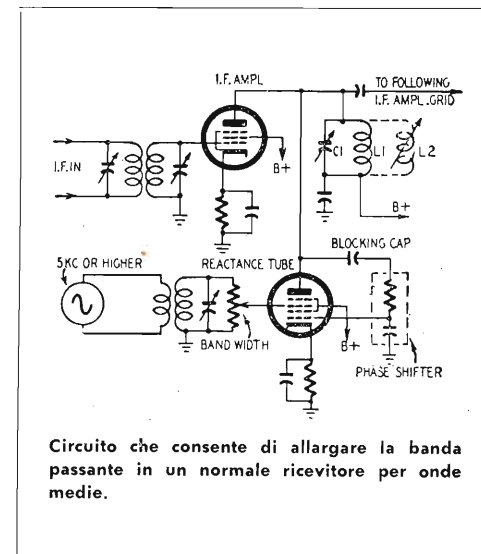 I.F. AMPL
TO FOLLOWING
I.F. AMPL. GRID
I.F. IN
C1
L1
L2
B+
B+
BLOCKING CAP
5KC OR HIGHER
REACTANCE TUBE
BAND WIDTH
B+
PHASE SHIFTER
Circuito che consente di allargare la banda
passante in un normale ricevitore per onde
medie.